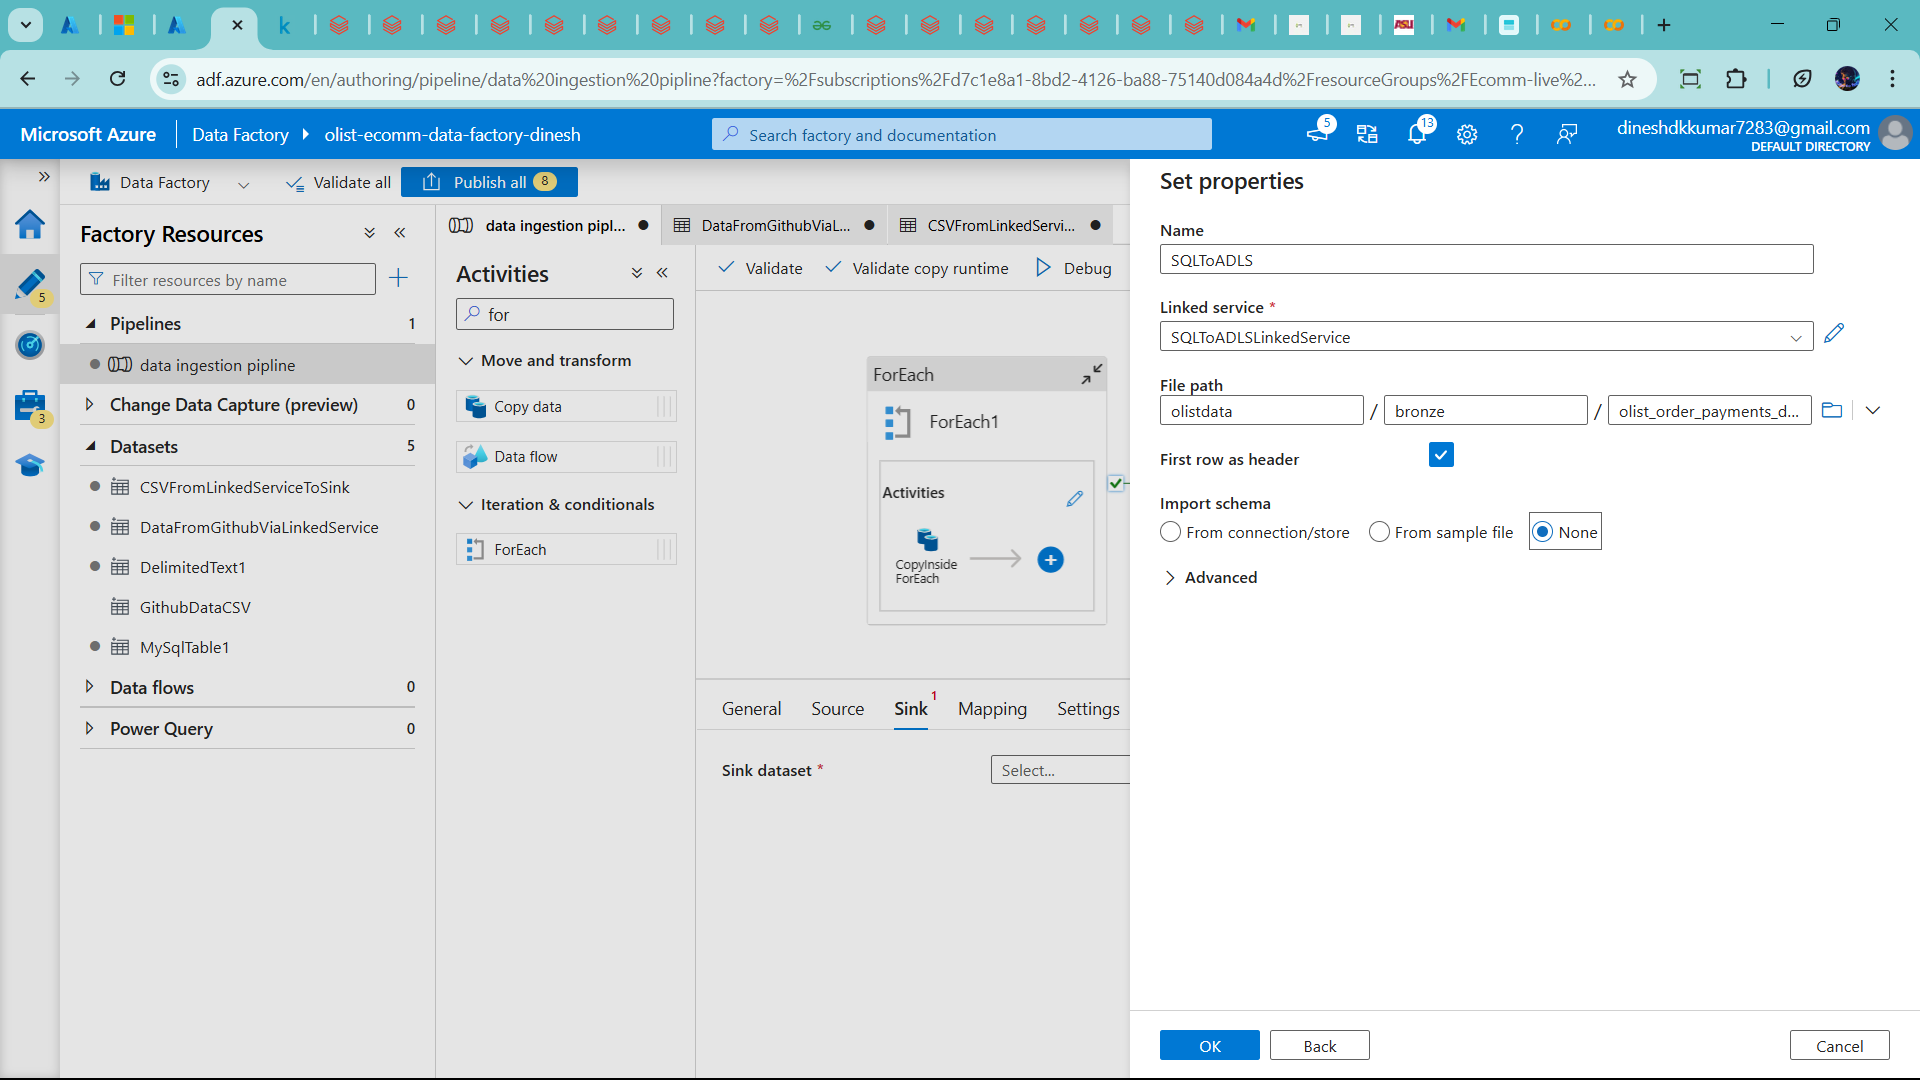 adf.azure.com/en/authoring/pipeline/data%20ingestion%20pipline?factory=%2Fsubscriptions%2Fd7c1e8a1-8bd2-4126-ba88-75140d084a4d%2FresourceGroups%2FEcomm-live%2...
Microsoft Azure
Data Factory
olist-ecomm-data-factory-dinesh
Search factory and documentation
5
13
dineshdkkumar7283@gmail.com
DEFAULT DIRECTORY
Data Factory
Validate all
Publish all
8
Factory Resources
Filter resources by name
5
3
Pipelines
1
data ingestion pipline
Change Data Capture (preview)
0
Datasets
5
CSVFromLinkedServiceToSink
DataFromGithubViaLinkedService
DelimitedText1
GithubDataCSV
MySqlTable1
Data flows
0
Power Query
0
data ingestion pipl...
DataFromGithubViaL...
CSVFromLinkedServi...
Activities
for
Move and transform
Copy data
Data flow
Iteration & conditionals
ForEach
Validate
Validate copy runtime
Debug
ForEach
ForEach1
Activities
CopyInside
ForEach
General
Source
Sink
1
Mapping
Settings
Sink dataset *
Select...
Set properties
Name
SQLToADLS
Linked service *
SQLToADLSLinkedService
File path
olistdata / bronze / olist_order_payments_d...
First row as header
Import schema
From connection/store
From sample file
None
Advanced
OK
Back
Cancel